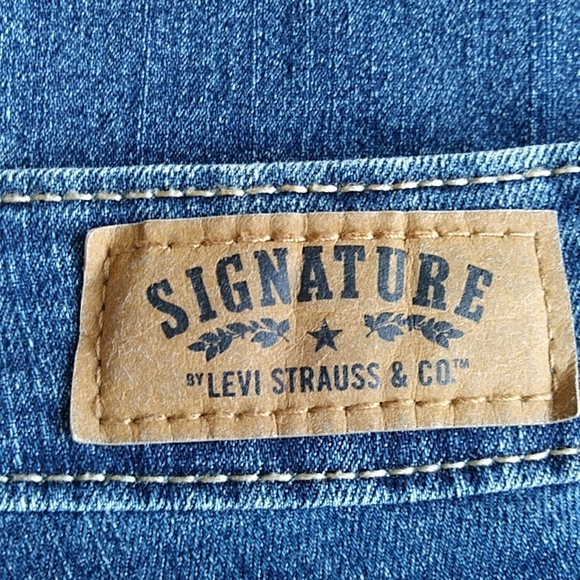 SIGNATURE
BY LEVI STRAUSS & CO.™